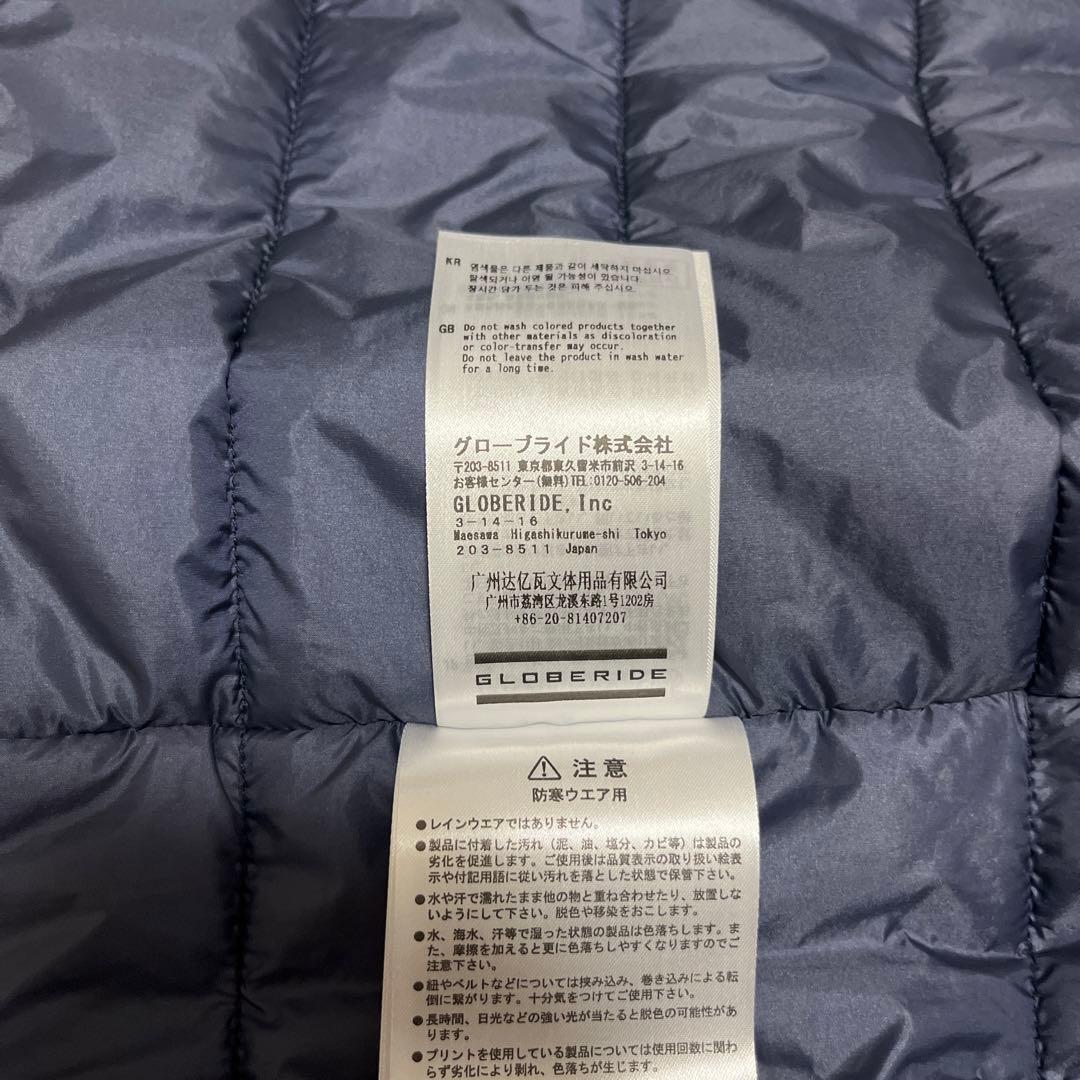 KR 염색물은 다른 제품과 같이 세탁하지 마십시오
탈색되거나 이염 될 가능성이 있습니다.
장시간 담가 두는 것은 피해 주십시오.
GB Do not wash colored products together
with other materials as discoloration
or color-transfer may occur.
Do not leave the product in wash water
for a long time.
グローブライド株式会社
〒203-8511 東京都東久留米市前沢 3-14-16
お客様センター(無料)TEL:0120-506-204
GLOBERIDE, Inc
3-14-16
Maesawa Higashikurume-shi Tokyo
203-8511 Japan
广州达亿瓦文体用品有限公司
广州市荔湾区龙溪东路1号1202房
+86-20-81407207
GLOBERIDE
⚠ 注意
防寒ウエア用
●レインウエアではありません。
●製品に付着した汚れ（泥、油、塩分、カビ等）は製品の
劣化を促進します。ご使用後は品質表示の取り扱い絵表
示や付記用語に従い汚れを落とした状態で保管下さい。
●水や汗で濡れたまま他の物と重ね合わせたり、放置しな
いようにして下さい。脱色や移染をおこします。
●水、海水、汗等で湿った状態の製品は色落ちします。ま
た、摩擦を加えると更に色落ちしやすくなりますのでご
注意下さい。
●紐やベルトなどについては挟み込み、巻き込みによる転
倒に繋がります。十分気をつけてご使用下さい。
●長時間、日光などの強い光が当たると脱色の可能性があ
ります。
●プリントを使用している製品については使用回数に関わ
らず劣化により剥れ、色落ちが生じます。